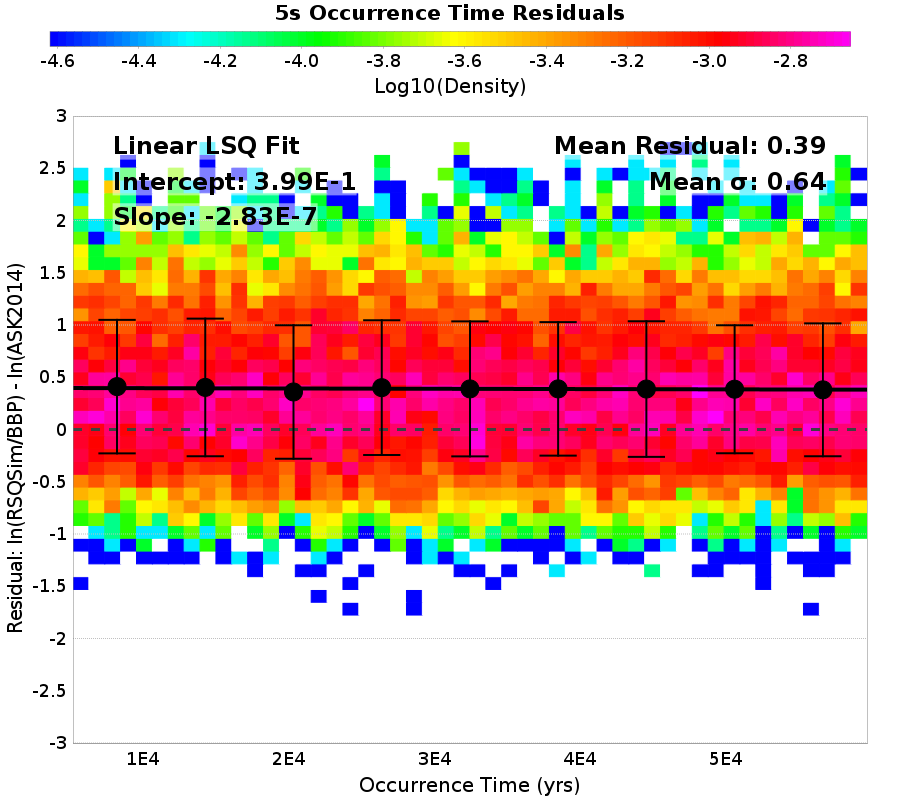 5s Occurrence Time Residuals
-4.6 -4.4 -4.2 -4.0 -3.8 -3.6 -3.4 -3.2 -3.0 -2.8
Log10(Density)
Linear LSQ Fit
Intercept: 3.99E-1
Slope: -2.83E-7
Mean Residual: 0.39
Mean σ: 0.64
Residual: ln(RSQSim/BBP) - ln(ASK2014)
3
2.5
2
1.5
1
0.5
0
-0.5
-1
-1.5
-2
-2.5
-3
1E4 2E4 3E4 4E4 5E4
Occurrence Time (yrs)